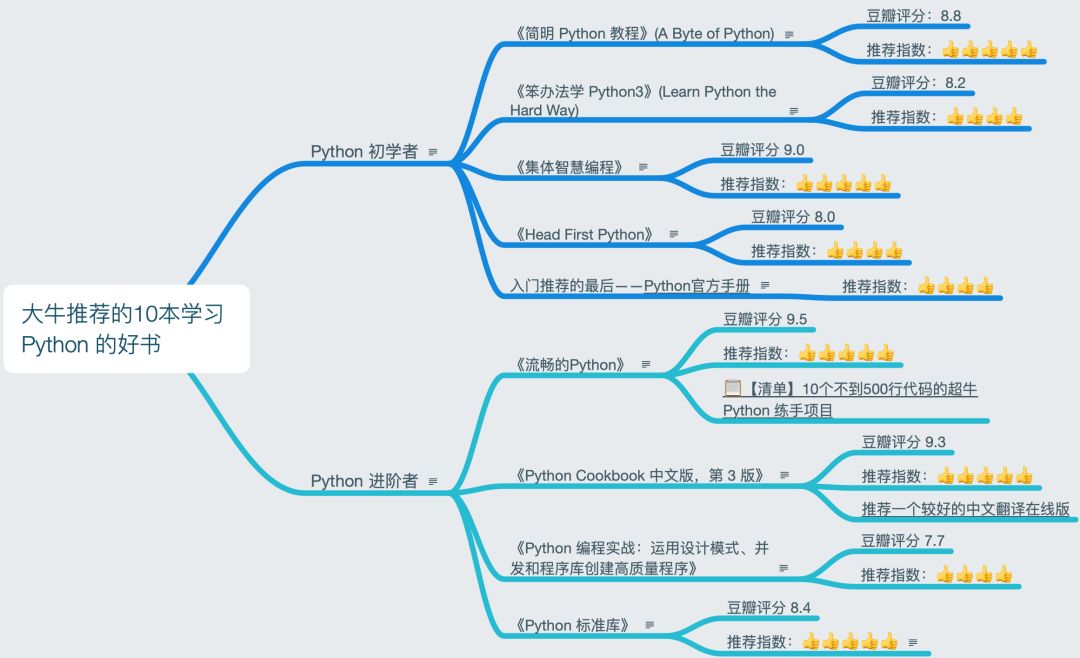 大牛推荐的10本学习
Python 的好书
Python 初学者
《简明 Python 教程》(A Byte of Python)
豆瓣评分：8.8
推荐指数：👍👍👍👍👍
《笨办法学 Python3》(Learn Python the
Hard Way)
豆瓣评分：8.2
推荐指数：👍👍👍👍
《集体智慧编程》
豆瓣评分 9.0
推荐指数：👍👍👍👍👍
《Head First Python》
豆瓣评分 8.0
推荐指数：👍👍👍👍
入门推荐的最后——Python官方手册
推荐指数：👍👍👍👍
Python 进阶者
《流畅的Python》
豆瓣评分 9.5
推荐指数：👍👍👍👍👍
📋【清单】10个不到500行代码的超牛
Python 练手项目
《Python Cookbook 中文版，第 3 版》
豆瓣评分 9.3
推荐指数：👍👍👍👍👍
推荐一个较好的中文翻译在线版
《Python 编程实战：运用设计模式、并
发和程序库创建高质量程序》
豆瓣评分 7.7
推荐指数：👍👍👍👍
《Python 标准库》
豆瓣评分 8.4
推荐指数：👍👍👍👍👍